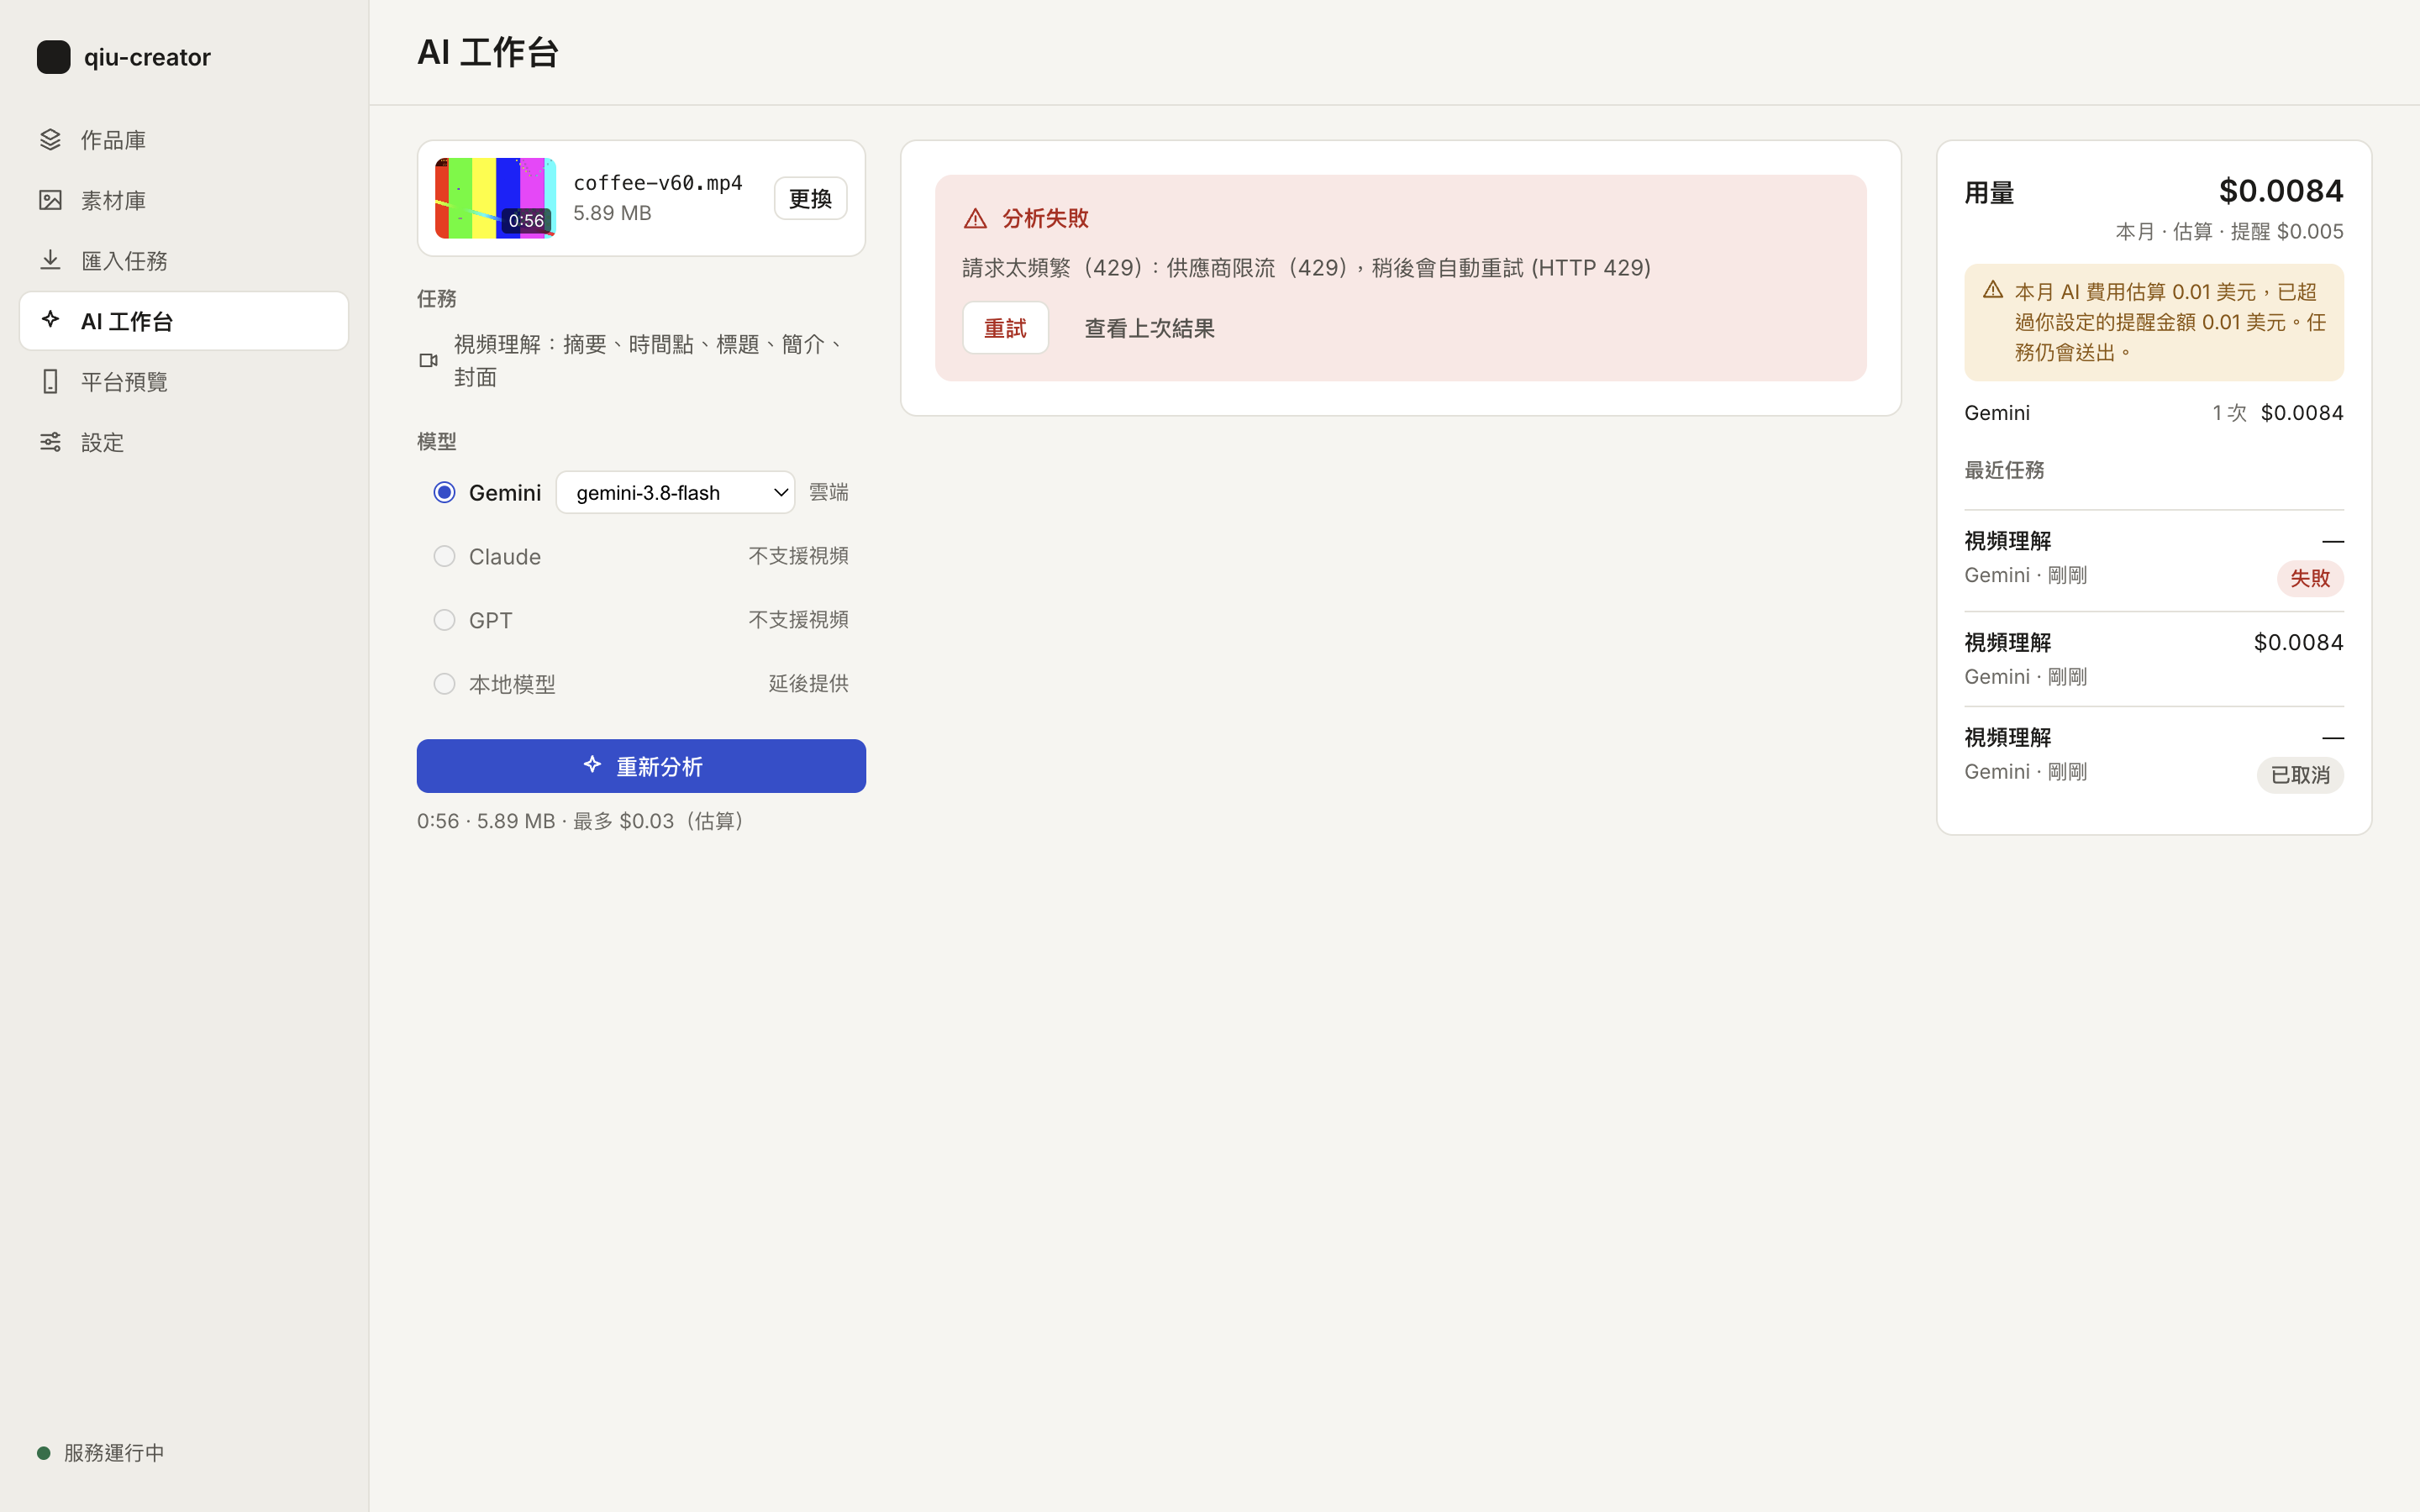 qiu-creator
作品庫
素材庫
匯入任務
AI 工作台
平台預覽
設定
服務運行中
AI 工作台
0:56
coffee-v60.mp4
5.89 MB
更換
任務
視頻理解：摘要、時間點、標題、簡介、
封面
模型
Gemini
gemini-3.8-flash
雲端
Claude
不支援視頻
GPT
不支援視頻
本地模型
延後提供
重新分析
0:56 · 5.89 MB · 最多 $0.03（估算）
分析失敗
請求太頻繁（429）：供應商限流（429），稍後會自動重試 (HTTP 429)
重試
查看上次結果
用量
$0.0084
本月 · 估算 · 提醒 $0.005
本月 AI 費用估算 0.01 美元，已超
過你設定的提醒金額 0.01 美元。任
務仍會送出。
Gemini
1 次 $0.0084
最近任務
視頻理解
—
Gemini · 剛剛
失敗
視頻理解
$0.0084
Gemini · 剛剛
視頻理解
—
Gemini · 剛剛
已取消